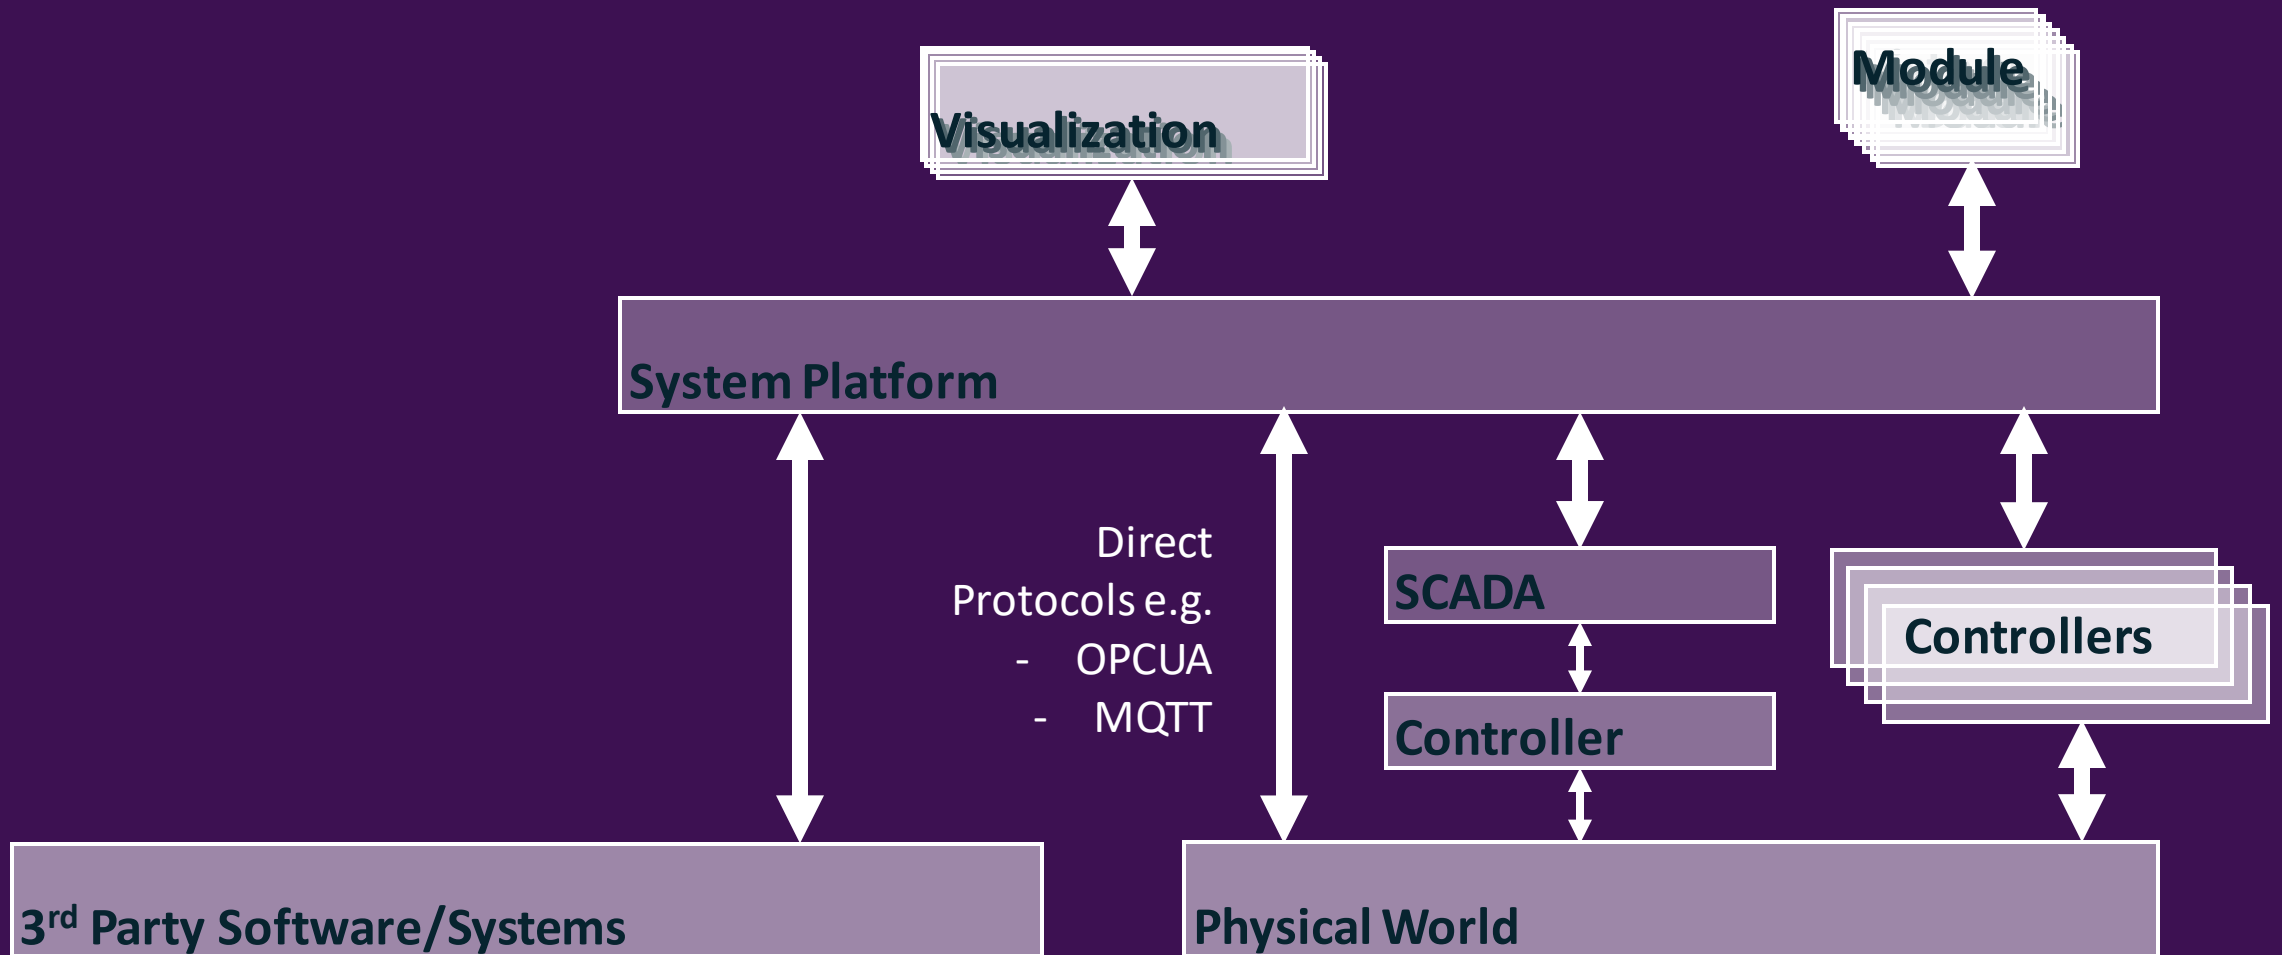 Module
Visualization
System Platform
Direct
Protocols e.g.
- OPCUA
- MQTT
SCADA
Controllers
Controller
3rd Party Software/Systems
Physical World